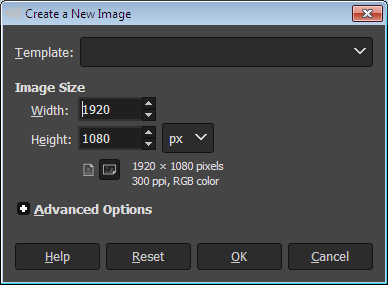 Create a New Image
Template:
Image Size
Width: 1920
Height: 1080 px
1920 × 1080 pixels
300 ppi, RGB color
Advanced Options
Help Reset OK Cancel